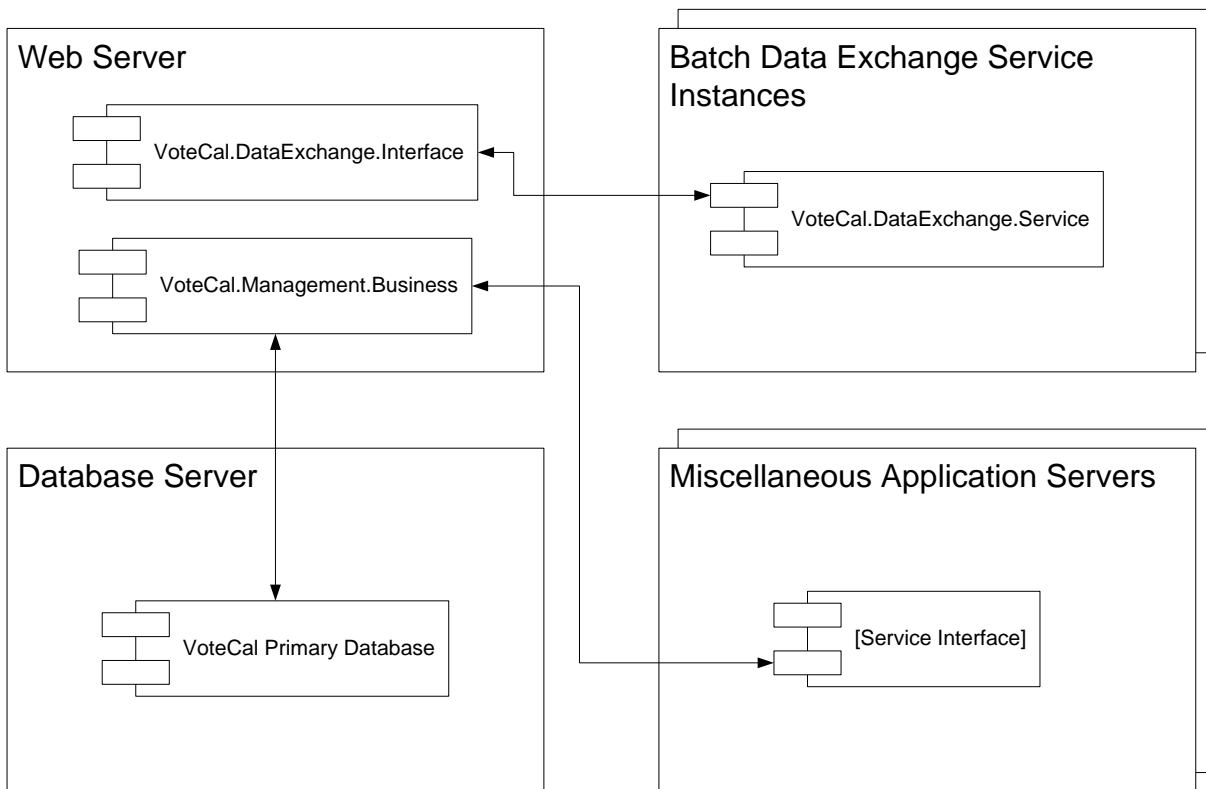 Web Server
VoteCal.DataExchange.Interface
VoteCal.Management.Business
Batch Data Exchange Service
Instances
VoteCal.DataExchange.Service
Database Server
VoteCal Primary Database
Miscellaneous Application Servers
[Service Interface]